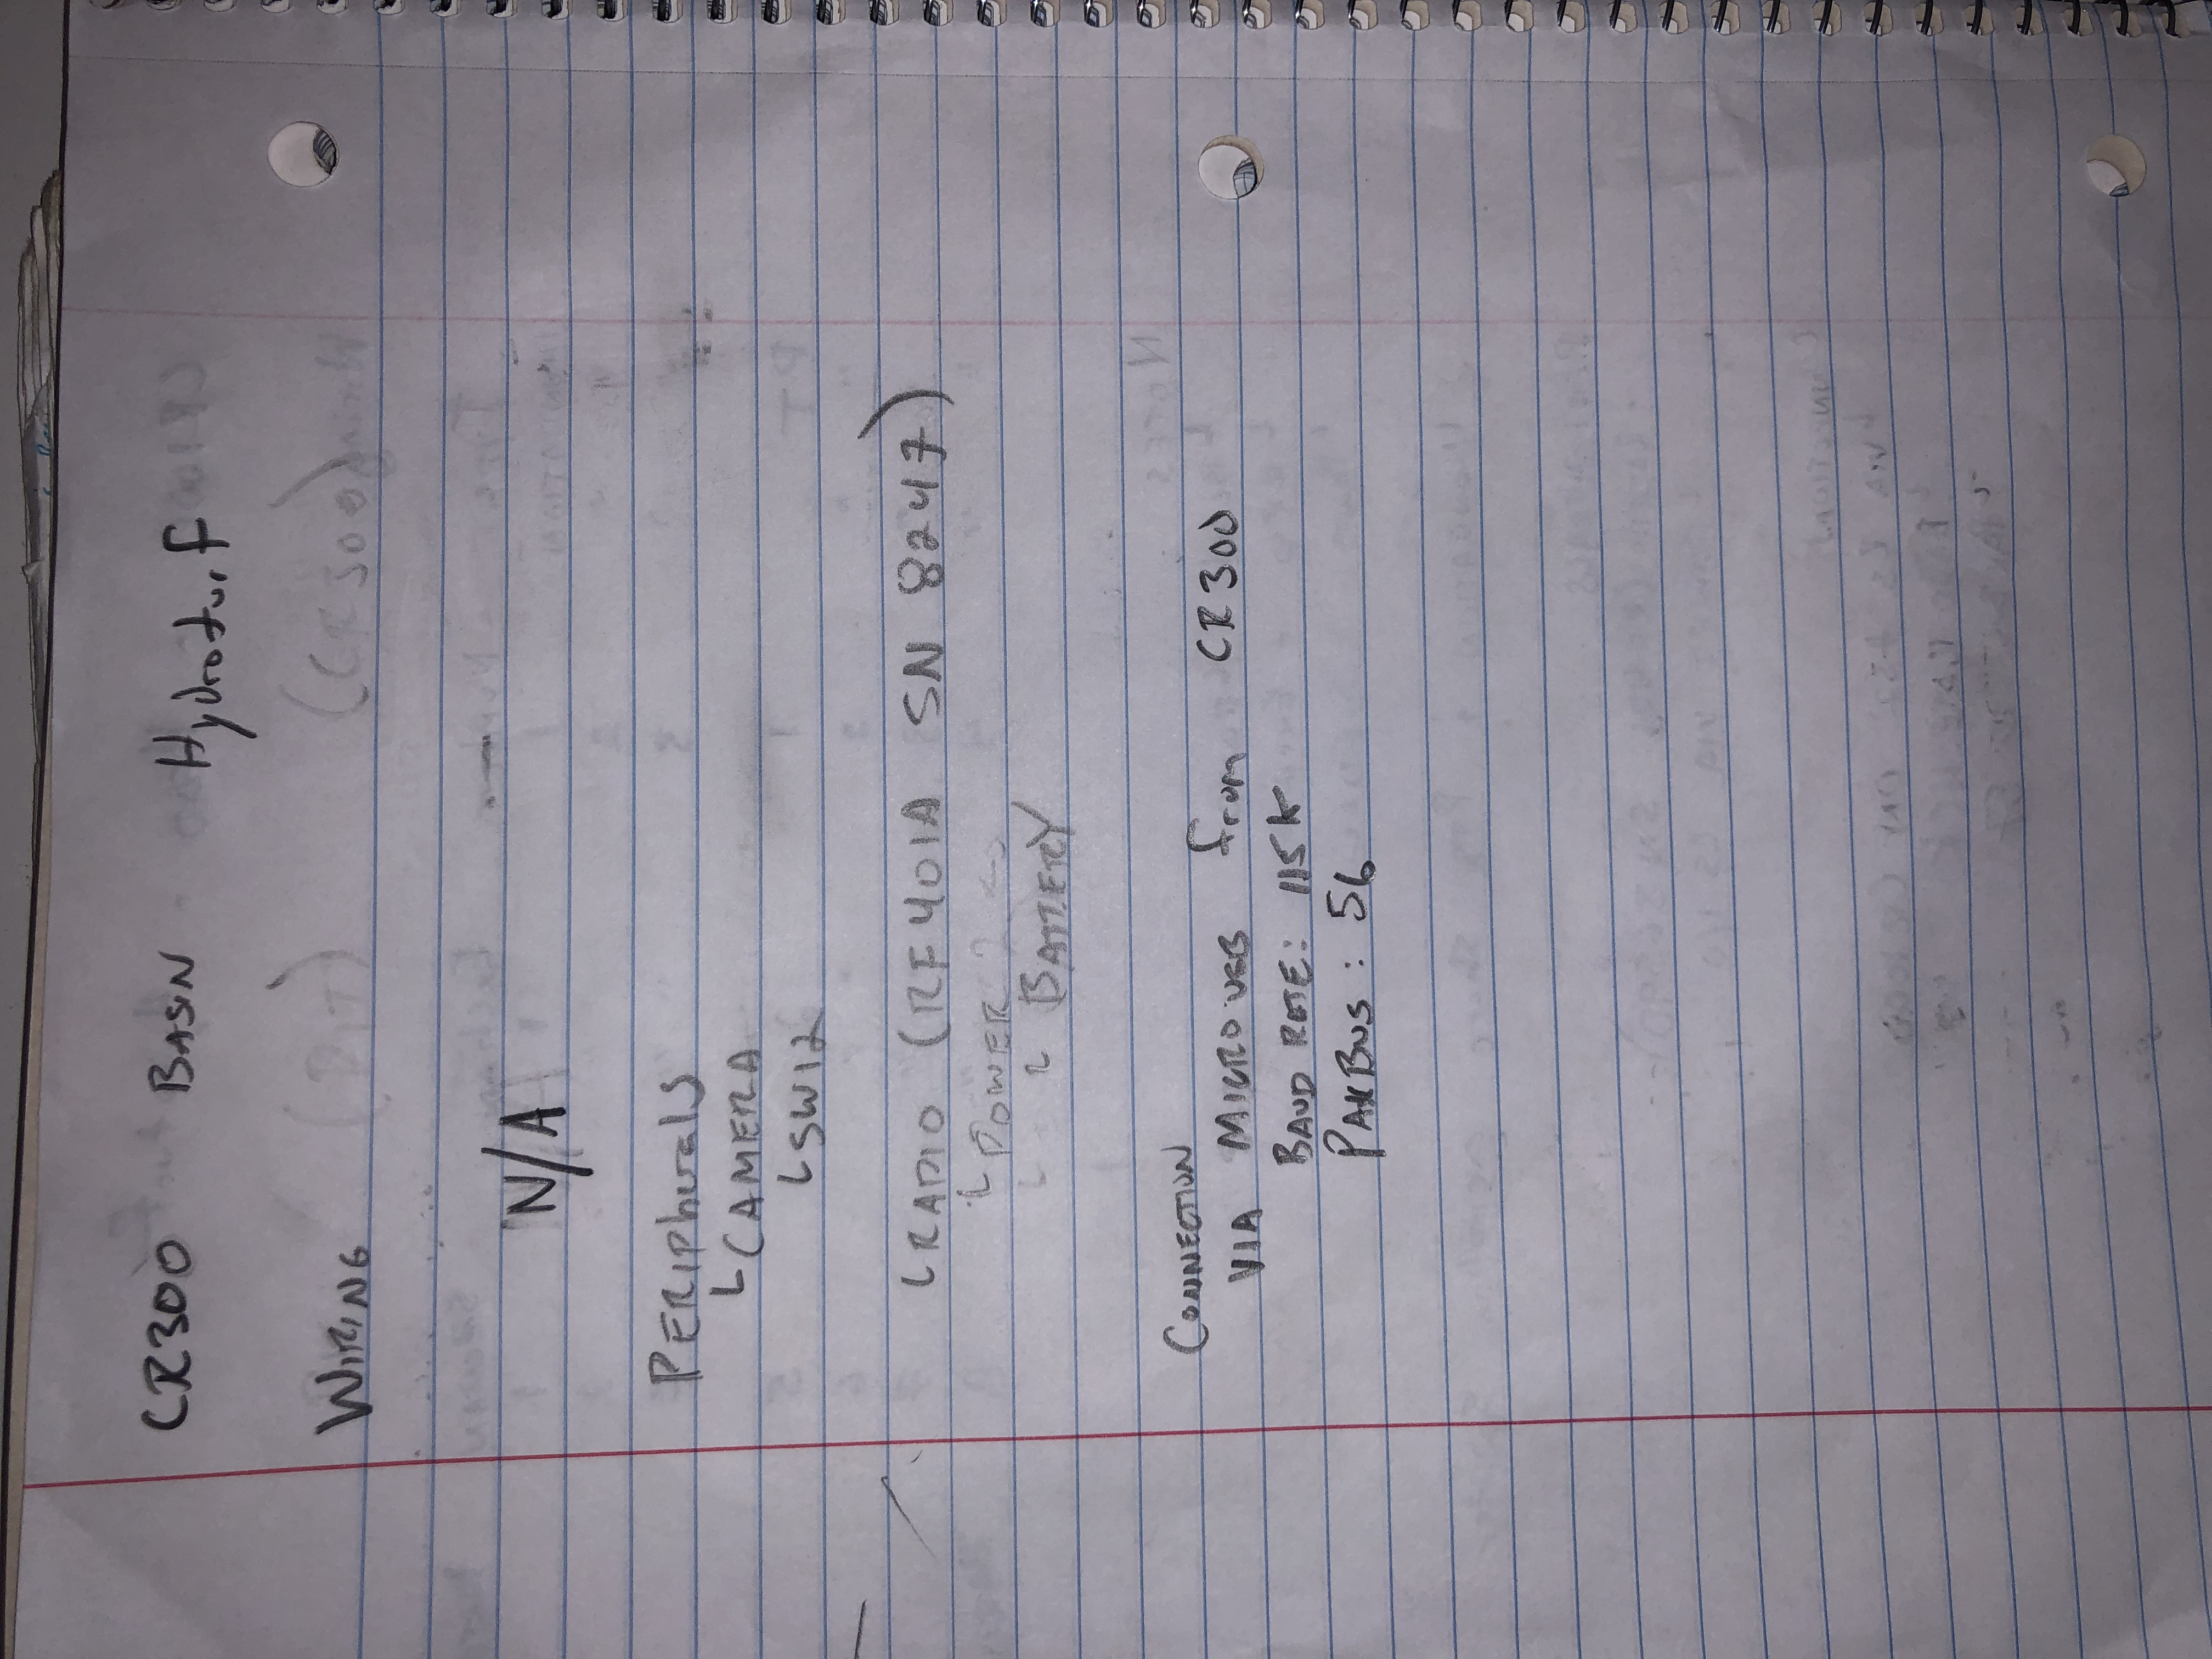 CR300 BASIN Hydroturf
WIRING
N/A
PERIPherals
└ CAMERA
└ SW12
└ RADIO (RF401A SN 8247)
└ POWER
└ BATTERY
CONNECTION
VIA MICRO USB from CR300
BAUD RATE: 115K
PAKBUS: 56